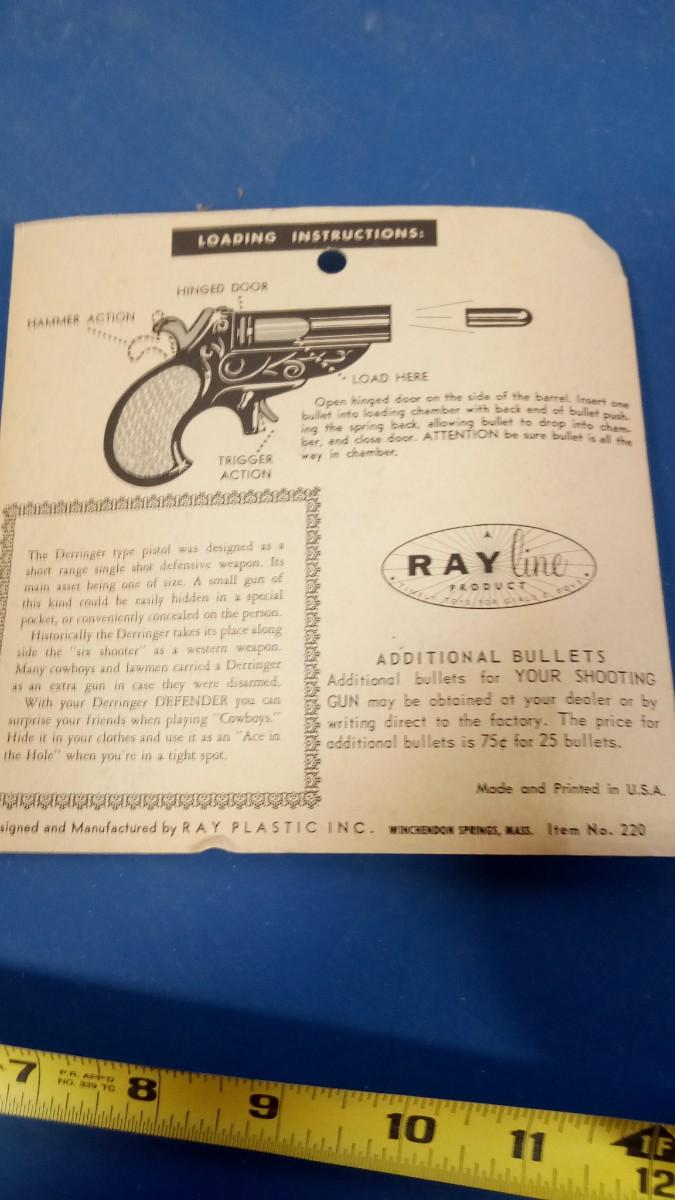 LOADING INSTRUCTIONS:
HINGED DOOR
HAMMER ACTION
LOAD HERE
TRIGGER
ACTION
Open hinged door on the side of the barrel. Insert one
bullet into loading chamber with back end of bullet push-
ing the spring back, allowing bullet to drop into cham-
ber, and close door. ATTENTION be sure bullet is all the
way in chamber.
The Derringer type pistol was designed as a
short range single shot defensive weapon. Its
main asset being one of size. A small gun of
this kind could be easily hidden in a special
pocket, or conveniently concealed on the person.
Historically the Derringer takes its place along
side the "six shooter" as a western weapon.
Many cowboys and lawmen carried a Derringer
as an extra gun in case they were disarmed.
With your Derringer DEFENDER you can
surprise your friends when playing "Cowboys."
Hide it in your clothes and use it as an "Ace in
the Hole" when you're in a tight spot.
A
RAY line
PRODUCT
TOYS FOR GIRLS & BOYS
ADDITIONAL BULLETS
Additional bullets for YOUR SHOOTING
GUN may be obtained at your dealer or by
writing direct to the factory. The price for
additional bullets is 75¢ for 25 bullets.
Made and Printed in U.S.A.
signed and Manufactured by RAY PLASTIC INC. WINCHENDON SPRINGS, MASS. Item No. 220
7 P.R. APP'D 8 9 10 11 1F
NO. 339 TC
12